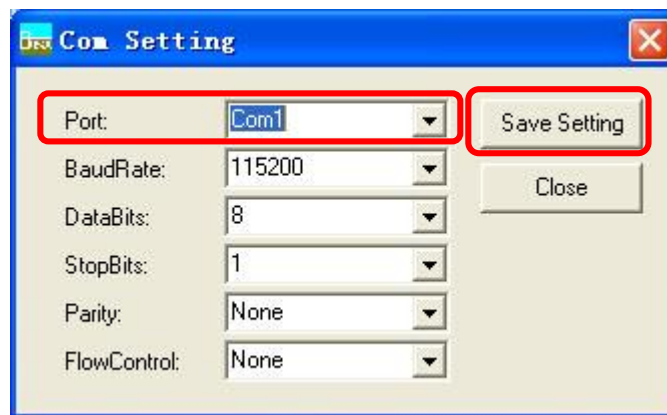 Com Setting
Port: Com1 Save Setting
BaudRate: 115200
Close
DataBits: 8
StopBits: 1
Parity: None
FlowControl: None